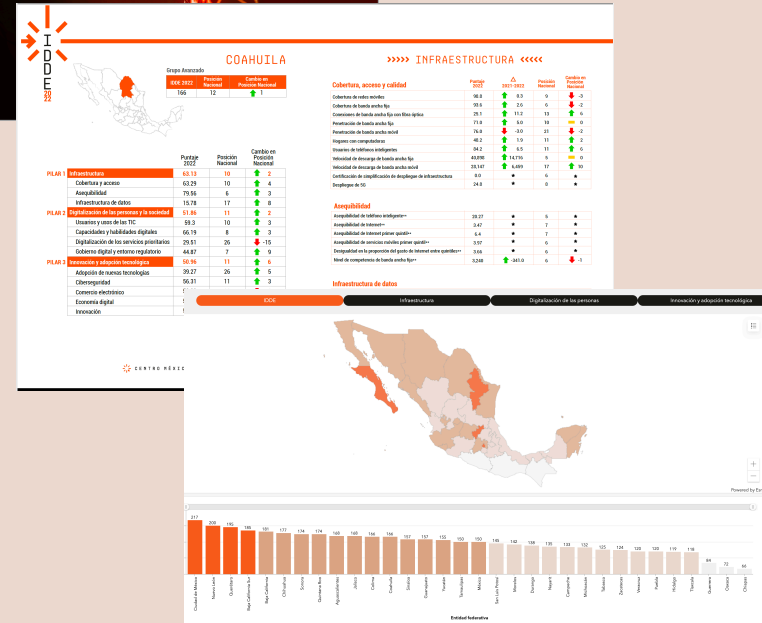 IDDE
20
22
COAHUILA
Grupo Avanzado
IDDE 2022 Posición Nacional Cambio en Posición Nacional
166 12 1
Puntaje 2022 Posición Nacional Cambio en Posición Nacional
PILAR 1 Infraestructura 63.13 10 2
Cobertura y acceso 63.29 10 4
Asequibilidad 79.56 6 3
Infraestructura de datos 15.78 17 8
PILAR 2 Digitalización de las personas y la sociedad 51.86 11 2
Usuarios y usos de las TIC 59.3 10 3
Capacidades y habilidades digitales 66.19 8 3
Digitalización de los servicios prioritarios 29.51 26 -15
Gobierno digital y entorno regulatorio 44.87 7 9
PILAR 3 Innovación y adopción tecnológica 50.96 11 6
Adopción de nuevas tecnologías 39.27 26 5
Ciberseguridad 56.31 11 3
Comercio electrónico
Economía digital
Innovación
CENTRO MÉXIC
>>>>> INFRAESTRUCTURA <<<<<
Cobertura, acceso y calidad Puntaje 2022 △ 2021-2022 Posición Nacional Cambio en Posición Nacional
Cobertura de redes móviles 90.0 0.3 9 -3
Cobertura de banda ancha fija 93.6 2.6 6 -2
Conexiones de banda ancha fija con fibra óptica 25.1 11.2 13 6
Penetración de banda ancha fija 71.0 5.0 10 0
Penetración de banda ancha móvil 76.0 -3.0 21 -2
Hogares con computadoras 48.2 1.9 11 2
Usuarios de teléfonos inteligentes 84.2 6.5 11 6
Velocidad de descarga de banda ancha fija 40,890 14,716 5 0
Velocidad de descarga de banda ancha móvil 20,147 6,459 17 10
Certificación de simplificación de despliegue de infraestructura 0.0 * 6 *
Despliegue de 5G 24.8 * 8 *
Asequibilidad
Asequibilidad de teléfono inteligente** 20.27 * 5 *
Asequibilidad de Internet** 3.47 * 7 *
Asequibilidad de Internet primer quintil** 6.4 * 7 *
Asequibilidad de servicios móviles primer quintil** 3.97 * 6 *
Desigualdad en la proporción del gasto de Internet entre quintiles** 3.66 * 6 *
Nivel de competencia de banda ancha fija** 3,240 -341.0 6 -1
Infraestructura de datos
IDDE Infraestructura Digitalización de las personas Innovación y adopción tecnológica
+
−
Powered by Es
217 200 195 185 181 177 174 174 168 168 166 166 157 157 155 150 150 145 142 138 135 133 132 125 124 120 120 119 118 84 72 65
Ciudad de México
Nuevo León
Querétaro
Baja California Sur
Baja California
Chihuahua
Sonora
Quintana Roo
Aguascalientes
Jalisco
Colima
Coahuila
Sinaloa
Guanajuato
Yucatán
Tamaulipas
México
San Luis Potosí
Morelos
Durango
Nayarit
Campeche
Michoacán
Tabasco
Zacatecas
Veracruz
Puebla
Hidalgo
Tlaxcala
Guerrero
Oaxaca
Chiapas
Entidad federativa